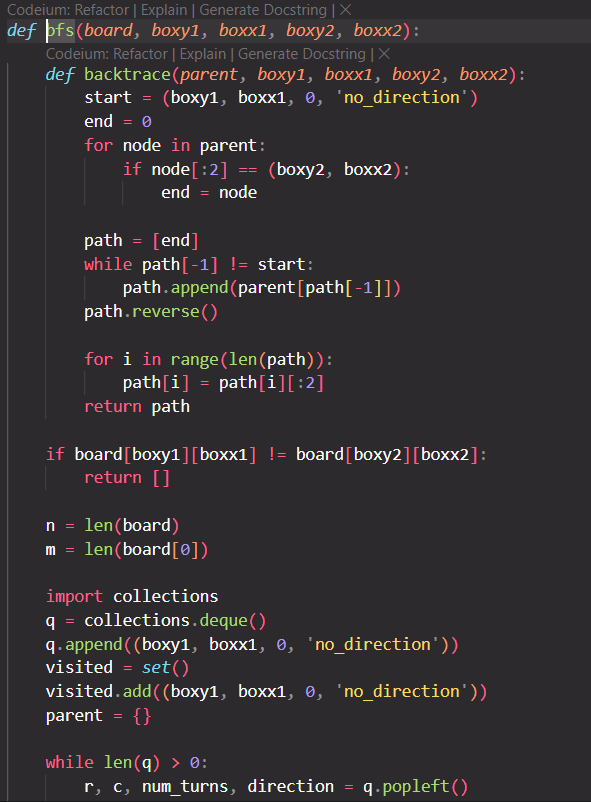 Codeium: Refactor | Explain | Generate Docstring | ×
def bfs(board, boxy1, boxx1, boxy2, boxx2):
    Codeium: Refactor | Explain | Generate Docstring | ×
    def backtrace(parent, boxy1, boxx1, boxy2, boxx2):
        start = (boxy1, boxx1, 0, 'no_direction')
        end = 0
        for node in parent:
            if node[:2] == (boxy2, boxx2):
                end = node
        path = [end]
        while path[-1] != start:
            path.append(parent[path[-1]])
        path.reverse()
        for i in range(len(path)):
            path[i] = path[i][:2]
        return path
    if board[boxy1][boxx1] != board[boxy2][boxx2]:
        return []
    n = len(board)
    m = len(board[0])
    import collections
    q = collections.deque()
    q.append((boxy1, boxx1, 0, 'no_direction'))
    visited = set()
    visited.add((boxy1, boxx1, 0, 'no_direction'))
    parent = {}
    while len(q) > 0:
        r, c, num_turns, direction = q.popleft()